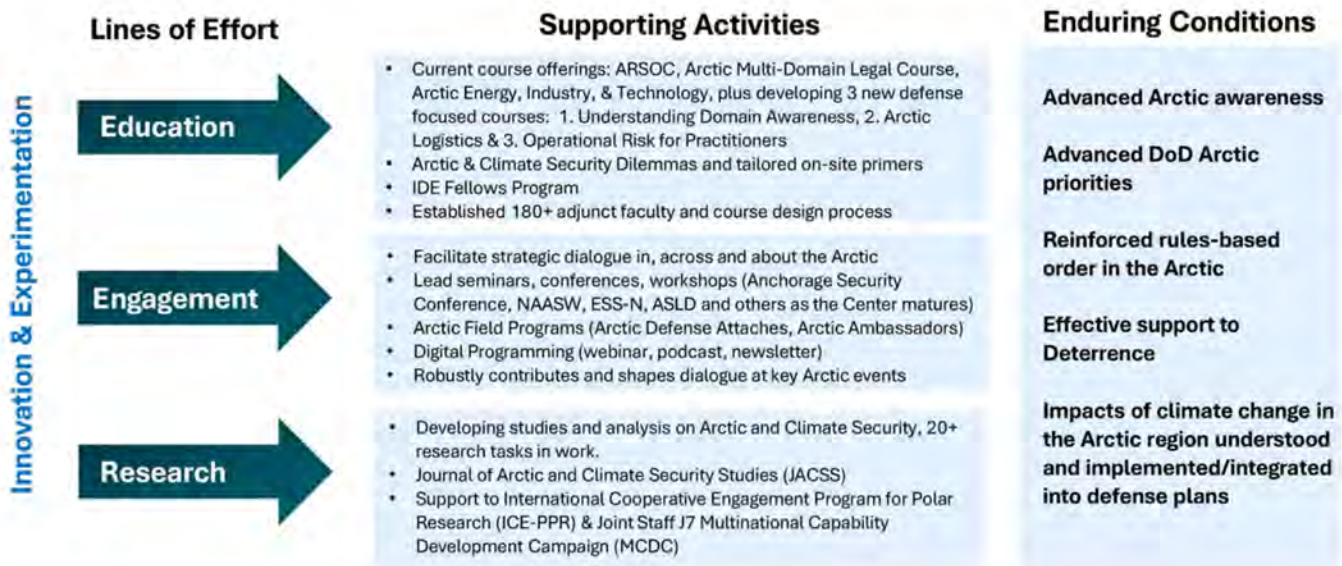 Lines of Effort
Supporting Activities
Enduring Conditions
Innovation & Experimentation
Education
• Current course offerings: ARSOC, Arctic Multi-Domain Legal Course,
Arctic Energy, Industry, & Technology, plus developing 3 new defense
focused courses: 1. Understanding Domain Awareness, 2. Arctic
Logistics & 3. Operational Risk for Practitioners
• Arctic & Climate Security Dilemmas and tailored on-site primers
• IDE Fellows Program
• Established 180+ adjunct faculty and course design process
Engagement
• Facilitate strategic dialogue in, across and about the Arctic
• Lead seminars, conferences, workshops (Anchorage Security
Conference, NAASW, ESS-N, ASLD and others as the Center matures)
• Arctic Field Programs (Arctic Defense Attaches, Arctic Ambassadors)
• Digital Programming (webinar, podcast, newsletter)
• Robustly contributes and shapes dialogue at key Arctic events
Research
• Developing studies and analysis on Arctic and Climate Security, 20+
research tasks in work.
• Journal of Arctic and Climate Security Studies (JACSS)
• Support to International Cooperative Engagement Program for Polar
Research (ICE-PPR) & Joint Staff J7 Multinational Capability
Development Campaign (MCDC)
Advanced Arctic awareness
Advanced DoD Arctic
priorities
Reinforced rules-based
order in the Arctic
Effective support to
Deterrence
Impacts of climate change in
the Arctic region understood
and implemented/integrated
into defense plans